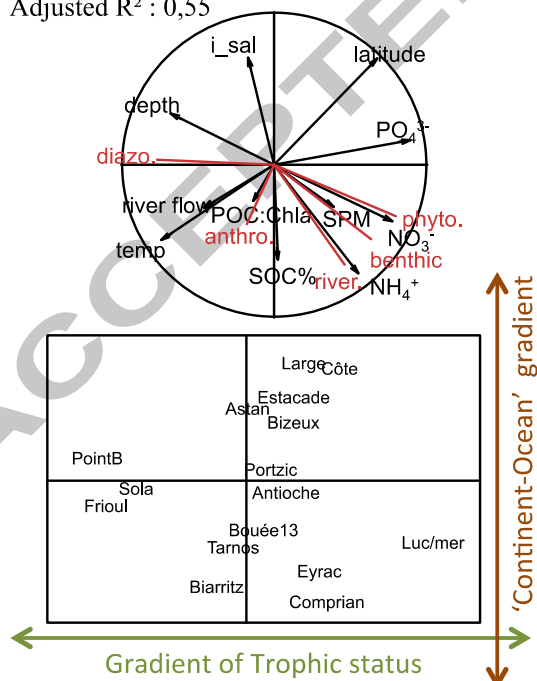 Adjusted R² : 0,55
i_sal
latitude
depth
PO₄³⁻
diazo.
river flow
POC:Chla
SPM
phyto.
anthro.
NO₃⁻
temp
benthic
SOC%
river.
NH₄⁺
ACCEPTE
Large
Côte
Estacade
Astan
Bizeux
PointB
Portzic
Sola
Antioche
Frioul
Bouée13
Tarnos
Luc/mer
Eyrac
Biarritz
Comprian
'Continent-Ocean' gradient
Gradient of Trophic status